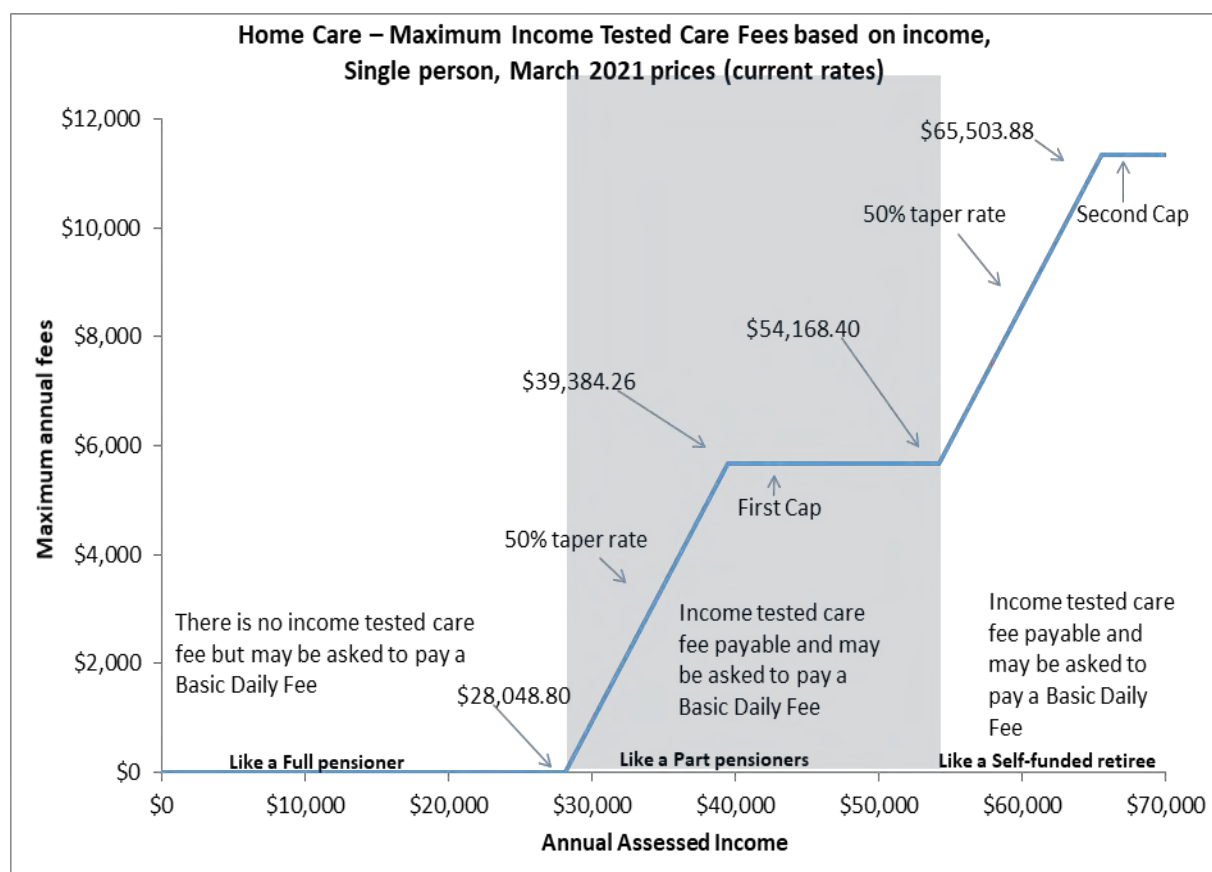 Home Care – Maximum Income Tested Care Fees based on income,
Single person, March 2021 prices (current rates)
Maximum annual fees
$12,000
$10,000
$8,000
$6,000
$4,000
$2,000
$0
$65,503.88
Second Cap
50% taper rate
$54,168.40
$39,384.26
First Cap
50% taper rate
There is no income tested care
fee but may be asked to pay a
Basic Daily Fee
$28,048.80
Income tested care
fee payable and may
be asked to pay a
Basic Daily Fee
Income tested care
fee payable and
may be asked to
pay a Basic Daily
Fee
Like a Full pensioner
Like a Part pensioners
Like a Self-funded retiree
$0
$10,000
$20,000
$30,000
$40,000
$50,000
$60,000
$70,000
Annual Assessed Income